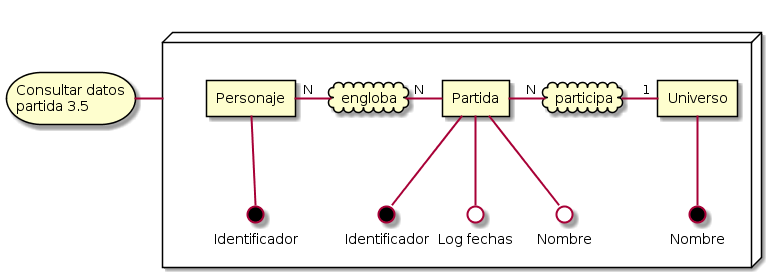 Consultar datos
partida 3.5
Personaje
N
engloba
N
Partida
N
participa
1
Universo
Identificador
Identificador
Log fechas
Nombre
Nombre